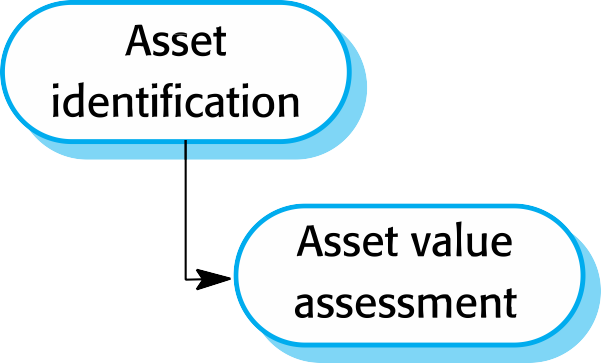 Asset
identification
Asset value
assessment